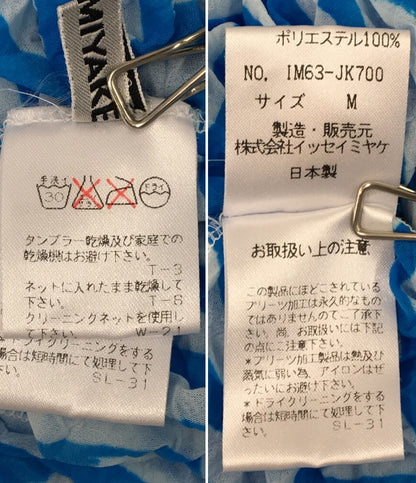 MIYAKE
手洗イ
30
ドライ
タンブラー乾燥及び家庭での
乾燥機はお避け下さい。
T-3
ネットに入れたまま乾燥して
下さい。
T-S
クリーニングネットを使用し
て下さい。
W-21
*ドライクリーニングをする
場合は短時間にて処理して下
さい。
SL-31
ポリエステル100%
NO. IM63-JK700
サイズ M
製造・販売元
株式会社イッセイミヤケ
日本製
お取扱い上の注意
この製品にほどこされている
プリーツ加工は永久的なもの
ではありませんのでご了承下
さい。尚、お取扱いには下記
の点にご注意下さい。
*プリーツ加工製品は熱及び
蒸気に弱い為、アイロンはぜ
ったいにお避け下さい。
*ドライクリーニングをする
場合は短時間にて処理して下
さい。
SL-31